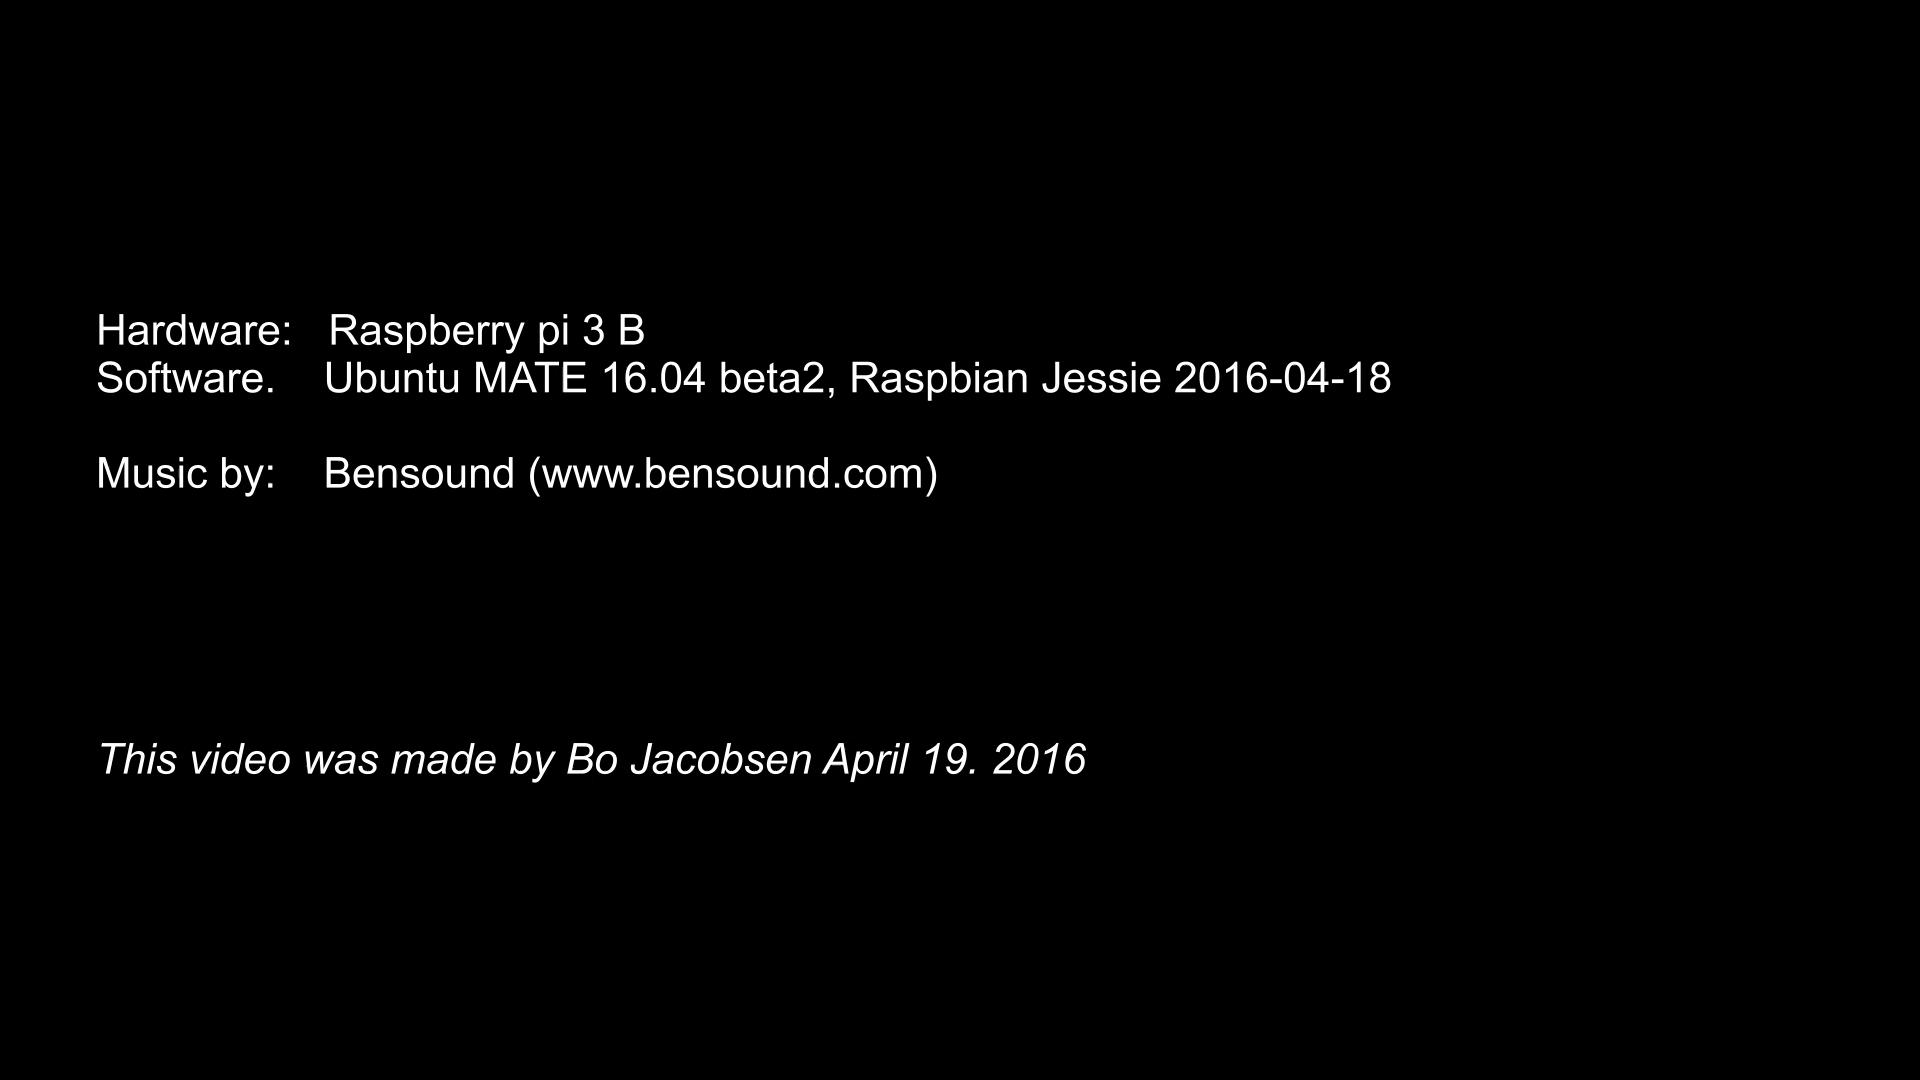 Hardware: Raspberry pi 3 B
Software. Ubuntu MATE 16.04 beta2, Raspbian Jessie 2016-04-18
Music by: Bensound (www.bensound.com)
This video was made by Bo Jacobsen April 19. 2016